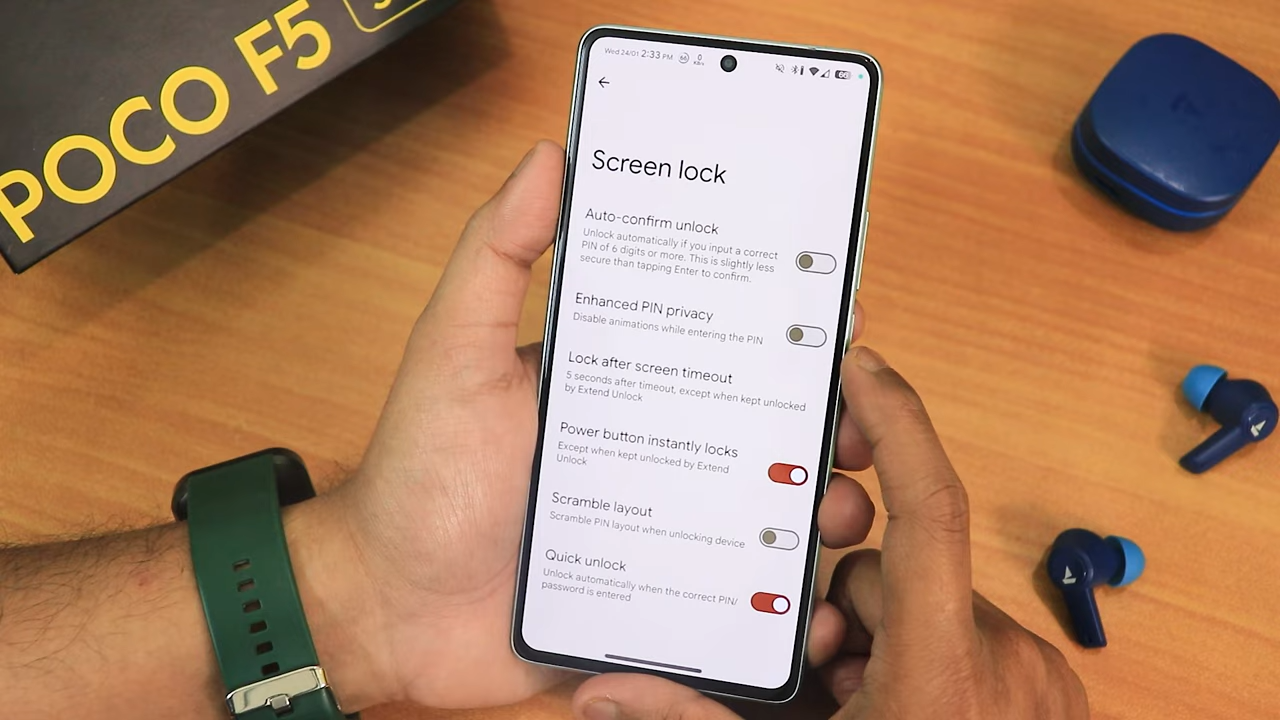 POCO F5
Wed 24/01 2:33 PM
Screen lock
Auto-confirm unlock
Unlock automatically if you input a correct
PIN of 6 digits or more. This is slightly less
secure than tapping Enter to confirm.
Enhanced PIN privacy
Disable animations while entering the PIN
Lock after screen timeout
5 seconds after timeout, except when kept unlocked
by Extend Unlock
Power button instantly locks
Except when kept unlocked by Extend
Unlock
Scramble layout
Scramble PIN layout when unlocking device
Quick unlock
Unlock automatically when the correct PIN/
password is entered